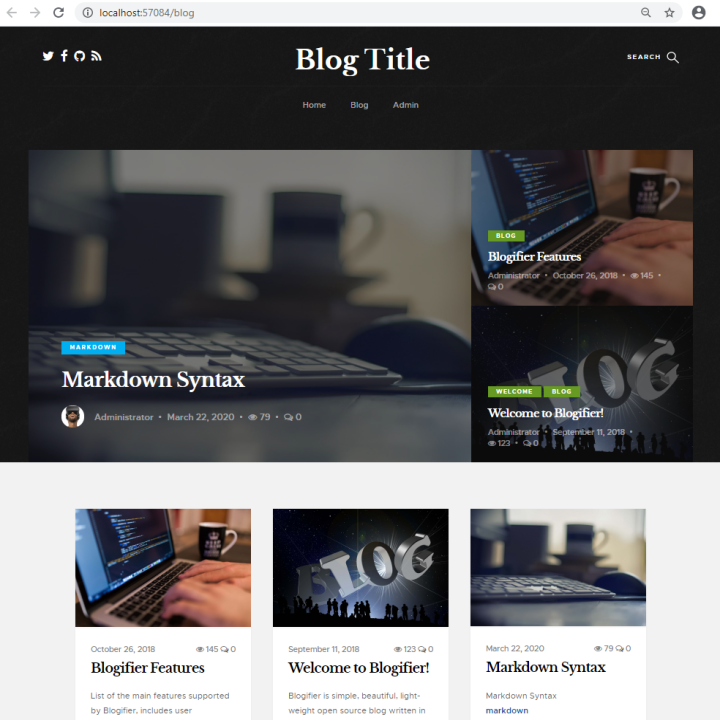 localhost:57084/blog
Blog Title
SEARCH
Home Blog Admin
MARKDOWN
Markdown Syntax
Administrator • March 22, 2020 • 79 • 0
BLOG
Blogifier Features
Administrator • October 26, 2018 • 145 •
0
WELCOME BLOG
Welcome to Blogifier!
Administrator • September 11, 2018 •
123 • 0
BLOG
October 26, 2018 145 0
Blogifier Features
List of the main features supported
by Blogifier, includes user
BLOG
September 11, 2018 123 0
Welcome to Blogifier!
Blogifier is simple, beautiful, light-
weight open source blog written in
March 22, 2020 79 0
Markdown Syntax
Markdown Syntax
markdown